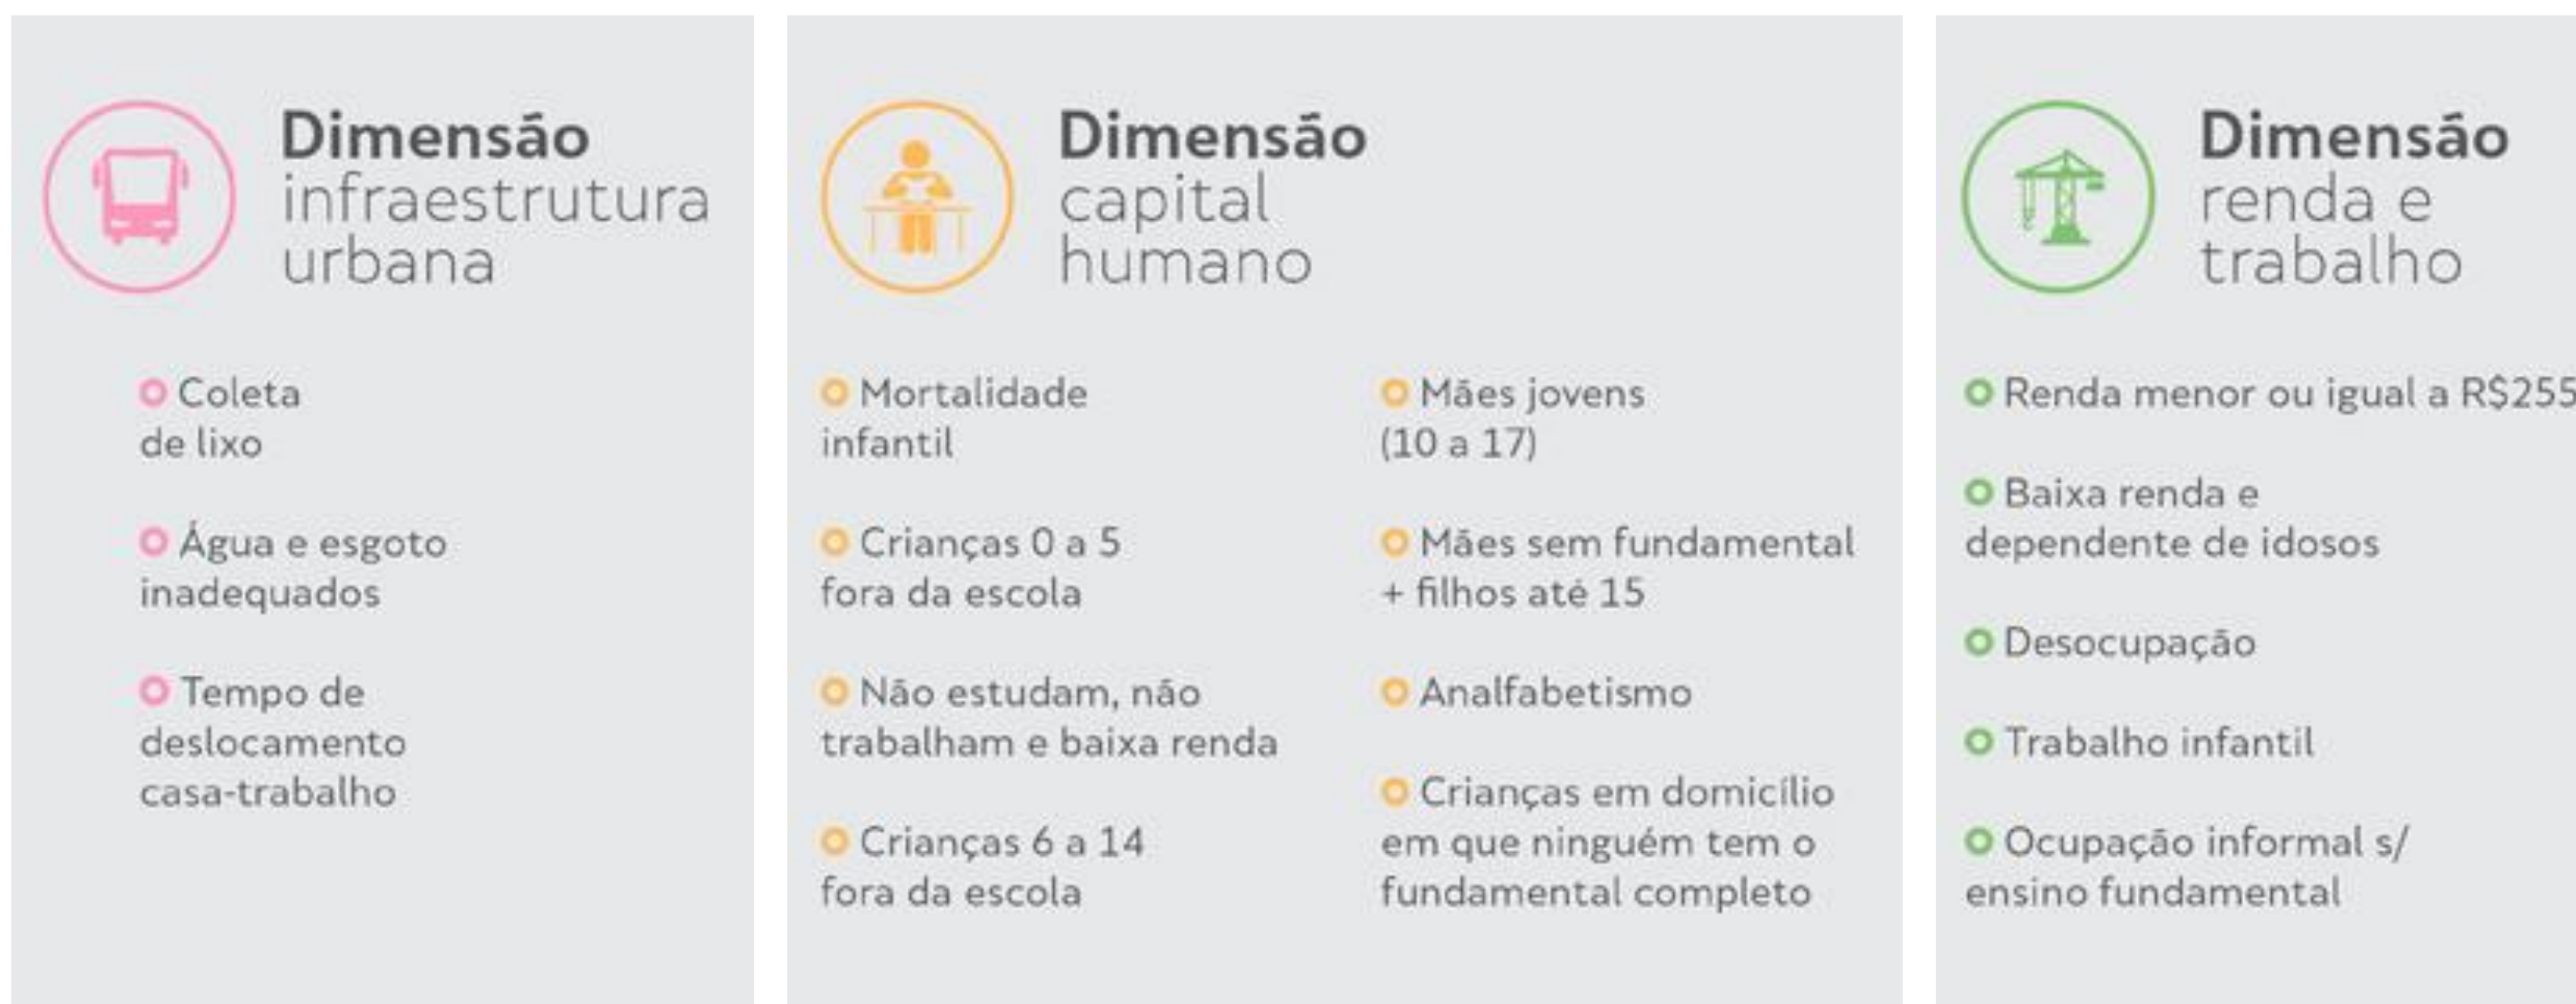 Dimensão
infraestrutura
urbana
Coleta
de lixo
Água e esgoto
inadequados
Tempo de
deslocamento
casa-trabalho
Dimensão
capital
humano
Mortalidade
infantil
Crianças 0 a 5
fora da escola
Não estudam, não
trabalham e baixa renda
Crianças 6 a 14
fora da escola
Mães jovens
(10 a 17)
Mães sem fundamental
+ filhos até 15
Analfabetismo
Crianças em domicílio
em que ninguém tem o
fundamental completo
Dimensão
renda e
trabalho
Renda menor ou igual a R$255
Baixa renda e
dependente de idosos
Desocupação
Trabalho infantil
Ocupação informal s/
ensino fundamental